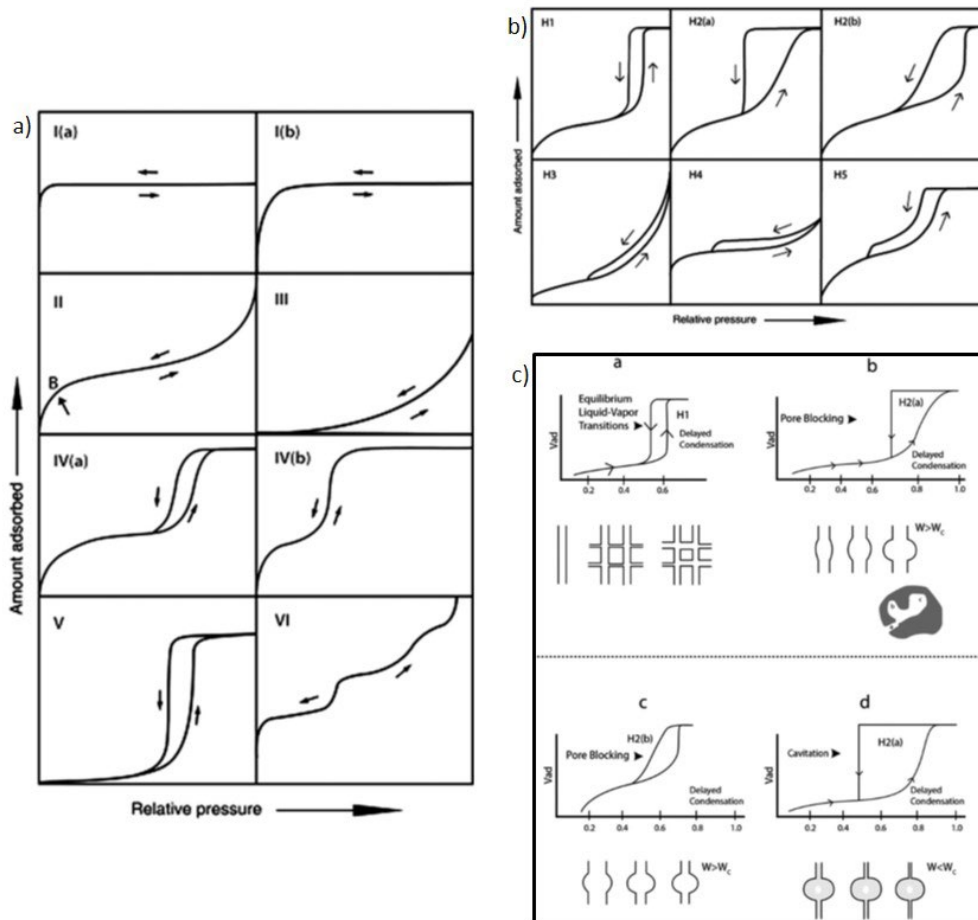 a)
I(a)
I(b)
II
III
B
IV(a)
IV(b)
V
VI
Amount adsorbed
Relative pressure
b)
H1
H2(a)
H2(b)
H3
H4
H5
Amount adsorbed
Relative pressure
c)
a
Equilibrium
Liquid-Vapor
Transitions
H1
Delayed
Condensation
Vad
0.2
0.4
0.6
b
H2(a)
Pore Blocking
Delayed
Condensation
Vad
0.2
0.4
0.6
0.8
1.0
W>Wc
c
H2(b)
Pore Blocking
Delayed
Condensation
Vad
0.2
0.4
0.6
0.8
1.0
W>Wc
d
Cavitation
H2(a)
Delayed
Condensation
Vad
0.2
0.4
0.6
0.8
1.0
W<Wc